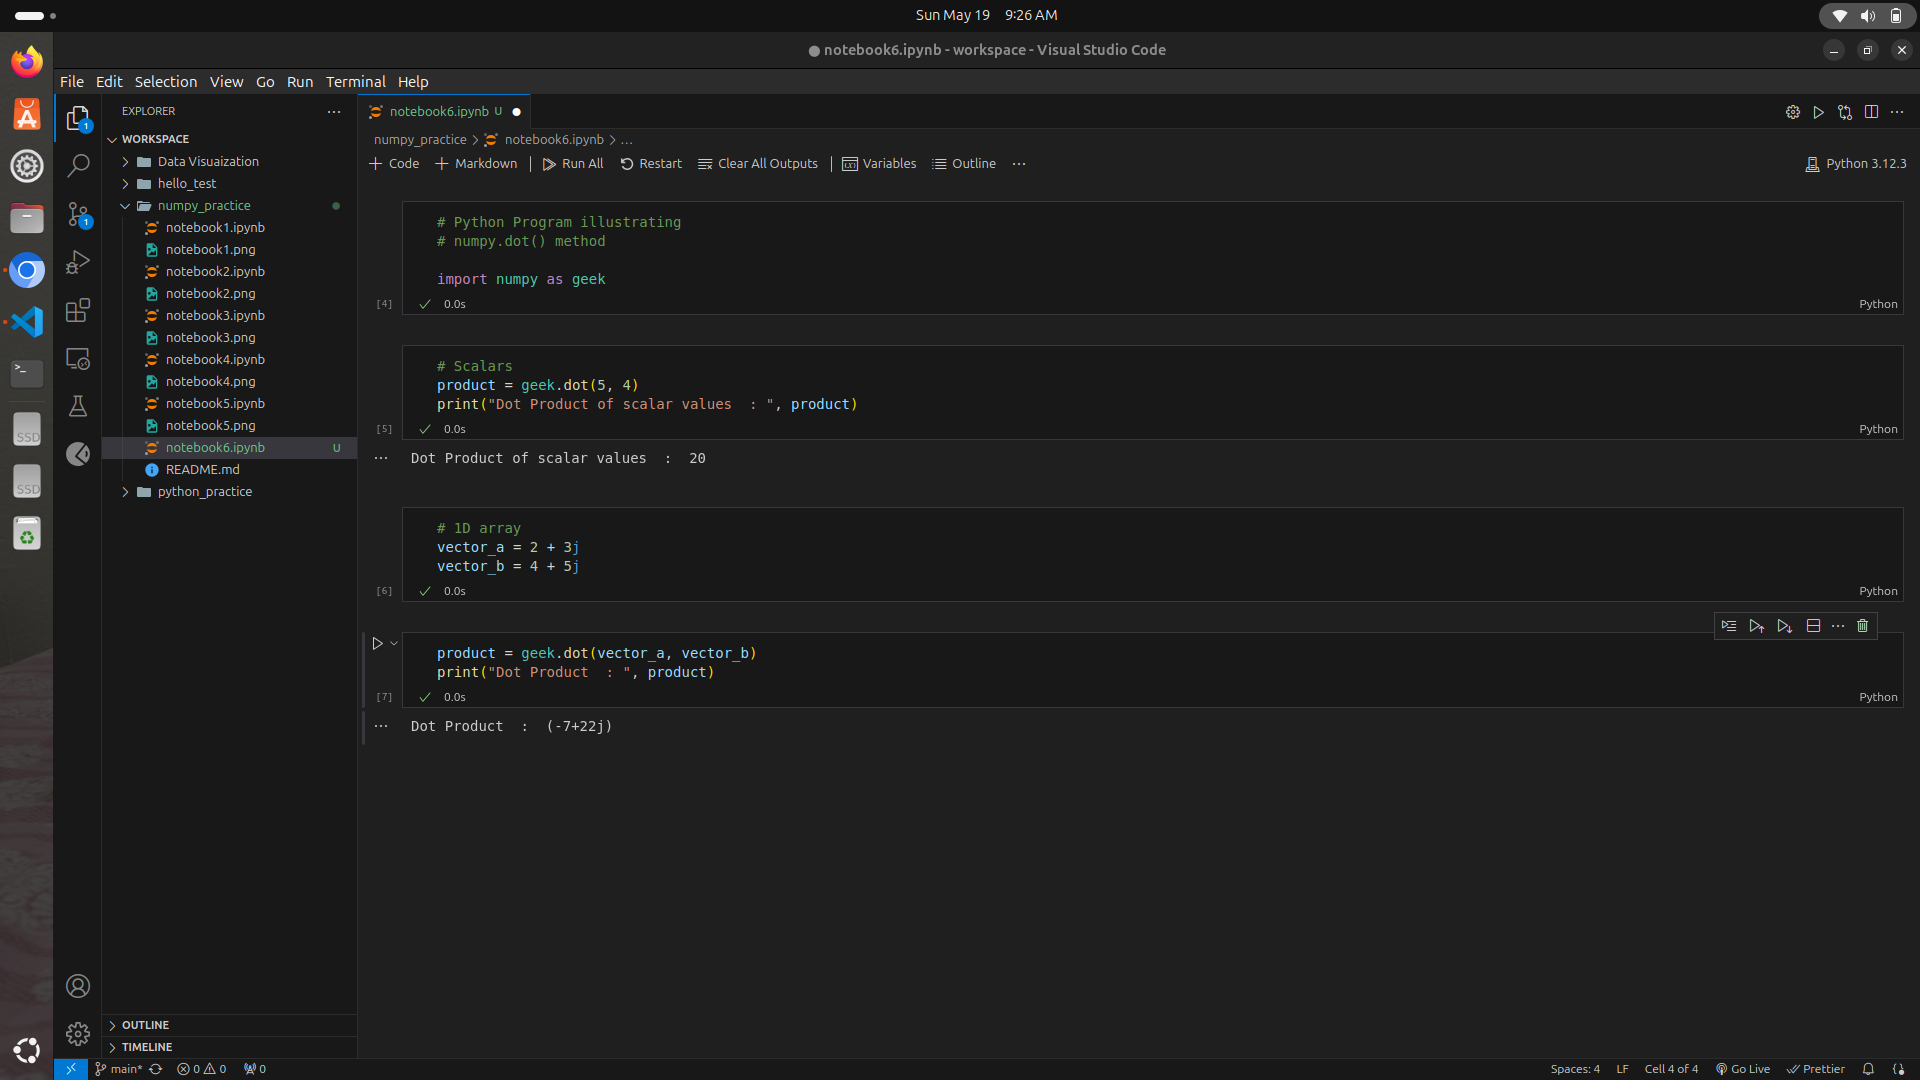 Sun May 19 9:26 AM
notebook6.ipynb - workspace - Visual Studio Code
File Edit Selection View Go Run Terminal Help
EXPLORER
WORKSPACE
Data Visuaization
hello_test
numpy_practice
notebook1.ipynb
notebook1.png
notebook2.ipynb
notebook2.png
notebook3.ipynb
notebook3.png
notebook4.ipynb
notebook4.png
notebook5.ipynb
notebook5.png
notebook6.ipynb U
README.md
python_practice
OUTLINE
TIMELINE
notebook6.ipynb U
numpy_practice > notebook6.ipynb > ...
+ Code + Markdown | Run All Restart Clear All Outputs | Variables Outline ... Python 3.12.3
# Python Program illustrating
# numpy.dot() method
import numpy as geek
[4] 0.0s Python
# Scalars
product = geek.dot(5, 4)
print("Dot Product of scalar values  : ", product)
[5] 0.0s Python
Dot Product of scalar values  :  20
# 1D array
vector_a = 2 + 3j
vector_b = 4 + 5j
[6] 0.0s Python
product = geek.dot(vector_a, vector_b)
print("Dot Product  : ", product)
[7] 0.0s Python
Dot Product  :  (-7+22j)
SSD
SSD
1
1
main* 0 0 0 Spaces: 4 LF Cell 4 of 4 Go Live Prettier